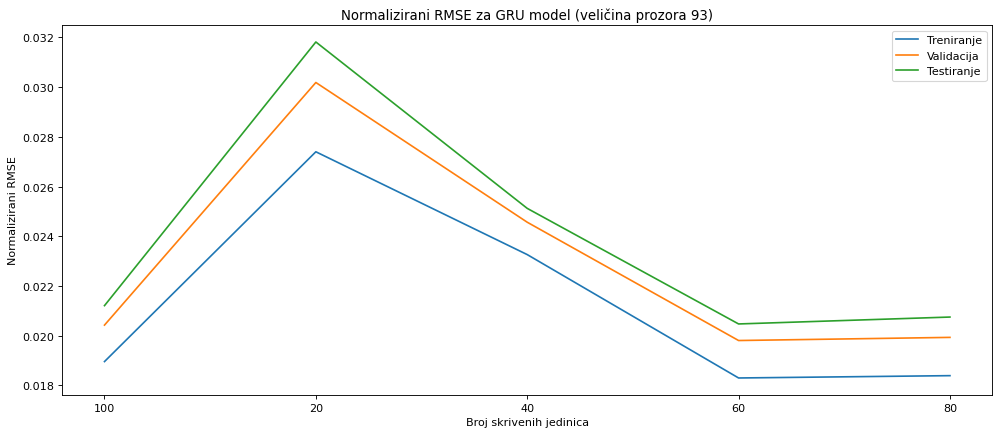 Normalizirani RMSE za GRU model (veličina prozora 93)
Normalizirani RMSE
0.032
0.030
0.028
0.026
0.024
0.022
0.020
0.018
Treniranje
Validacija
Testiranje
100 20 40 60 80
Broj skrivenih jedinica